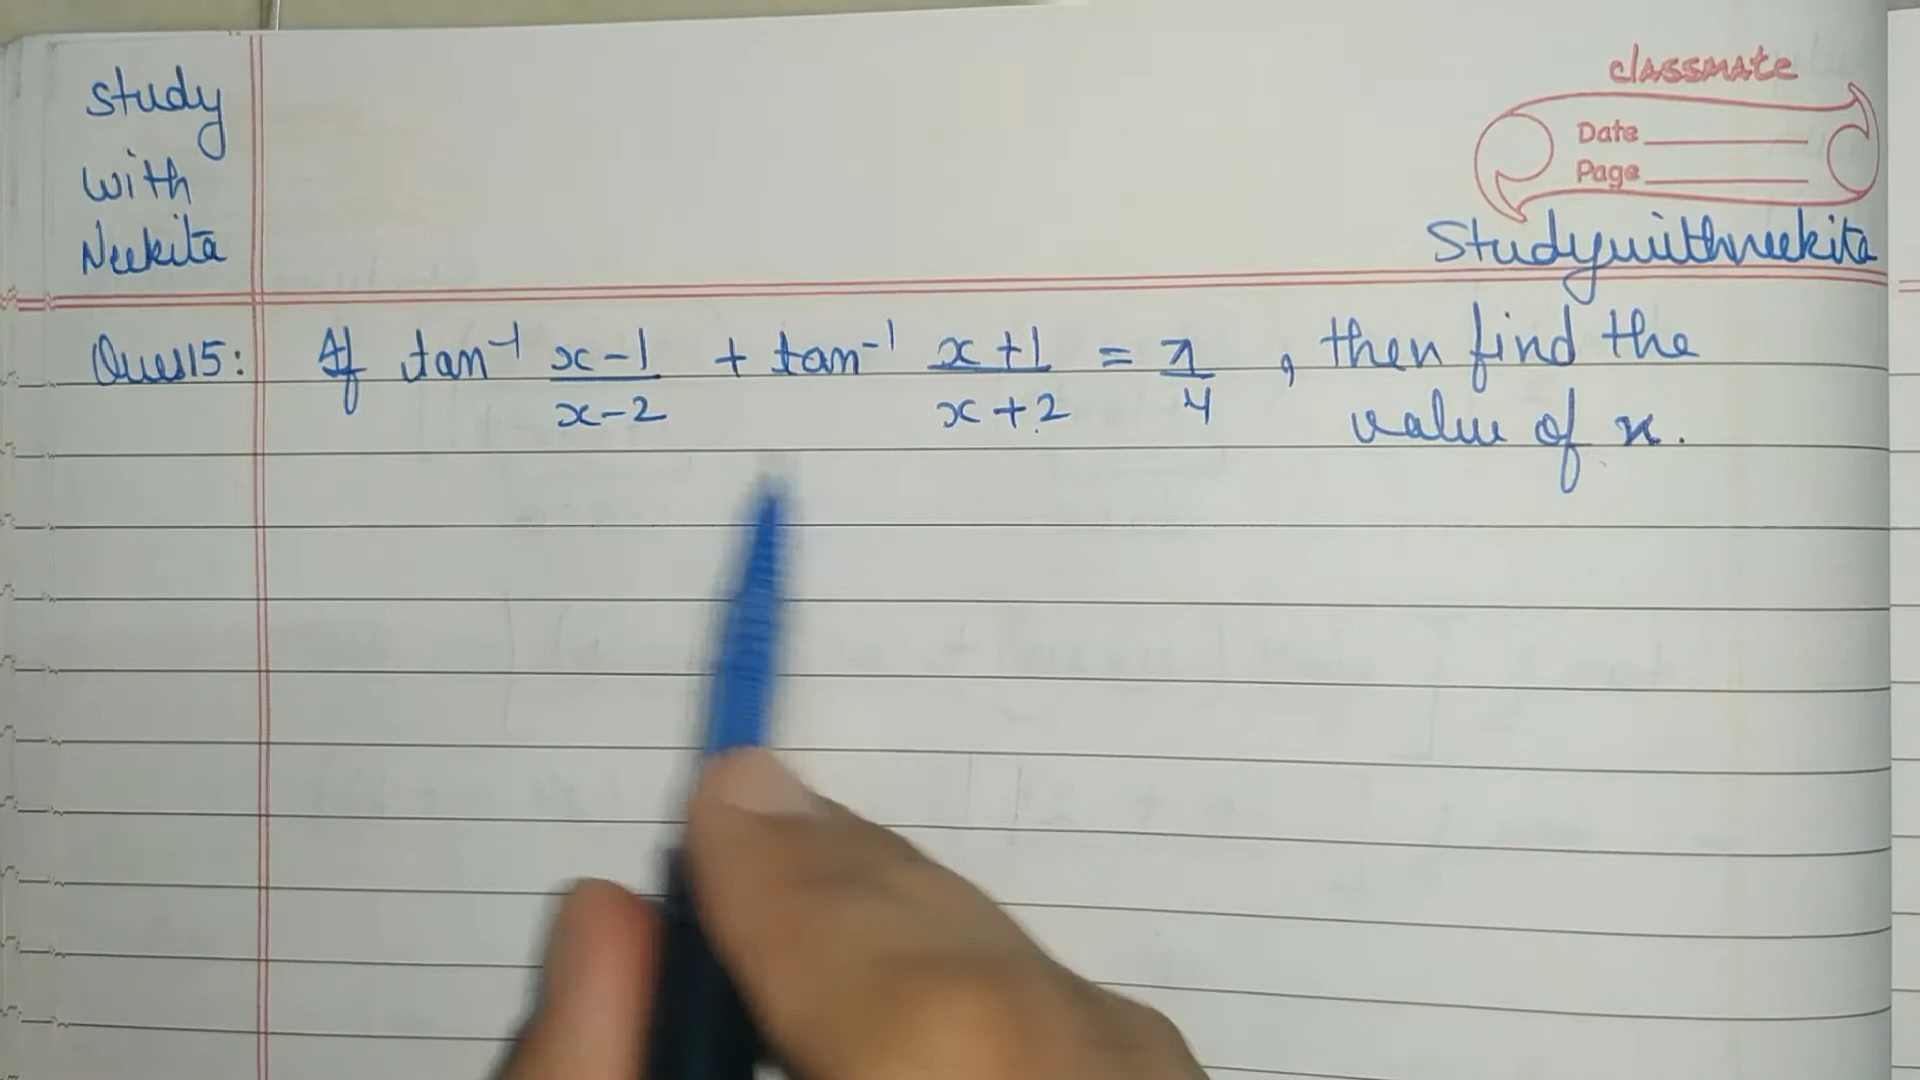 study
with
Neekita
classmate
Date
Page
Studywithneekita
Ques15: If tan⁻¹ x-1/x-2 + tan⁻¹ x+1/x+2 = π/4 , then find the
value of x.